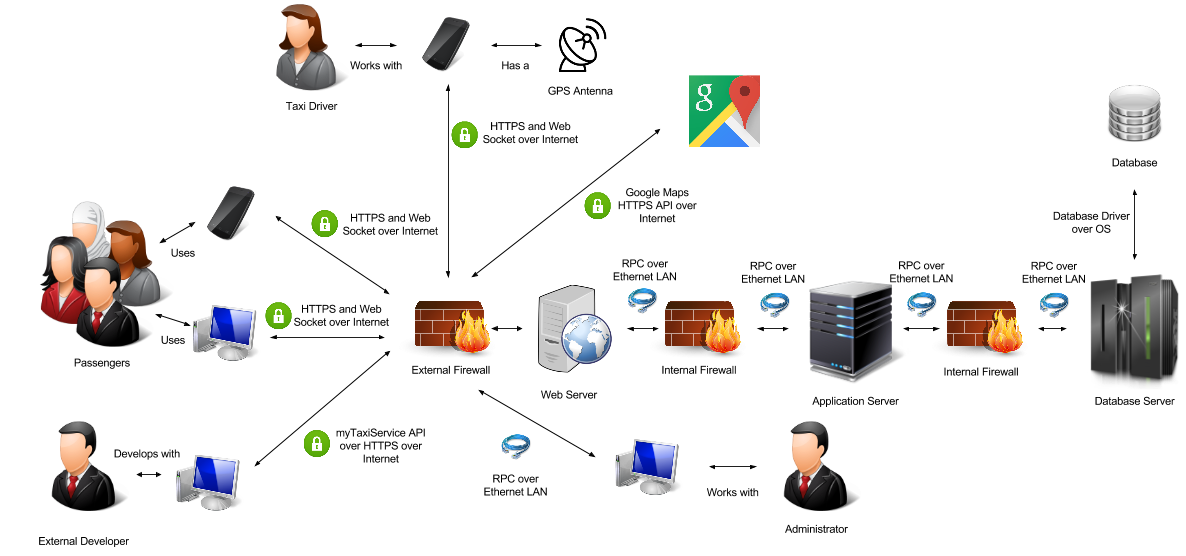 Works with
Has a
GPS Antenna
Taxi Driver
HTTPS and Web
Socket over Internet
g
Database
Google Maps
HTTPS API over
Internet
HTTPS and Web
Socket over Internet
Database Driver
over OS
Uses
RPC over
Ethernet LAN
RPC over
Ethernet LAN
RPC over
Ethernet LAN
RPC over
Ethernet LAN
HTTPS and Web
Socket over Internet
Uses
Passengers
External Firewall
Web Server
Internal Firewall
Application Server
Internal Firewall
Database Server
myTaxiService API
over HTTPS over
Internet
Develops with
RPC over
Ethernet LAN
Works with
Administrator
External Developer